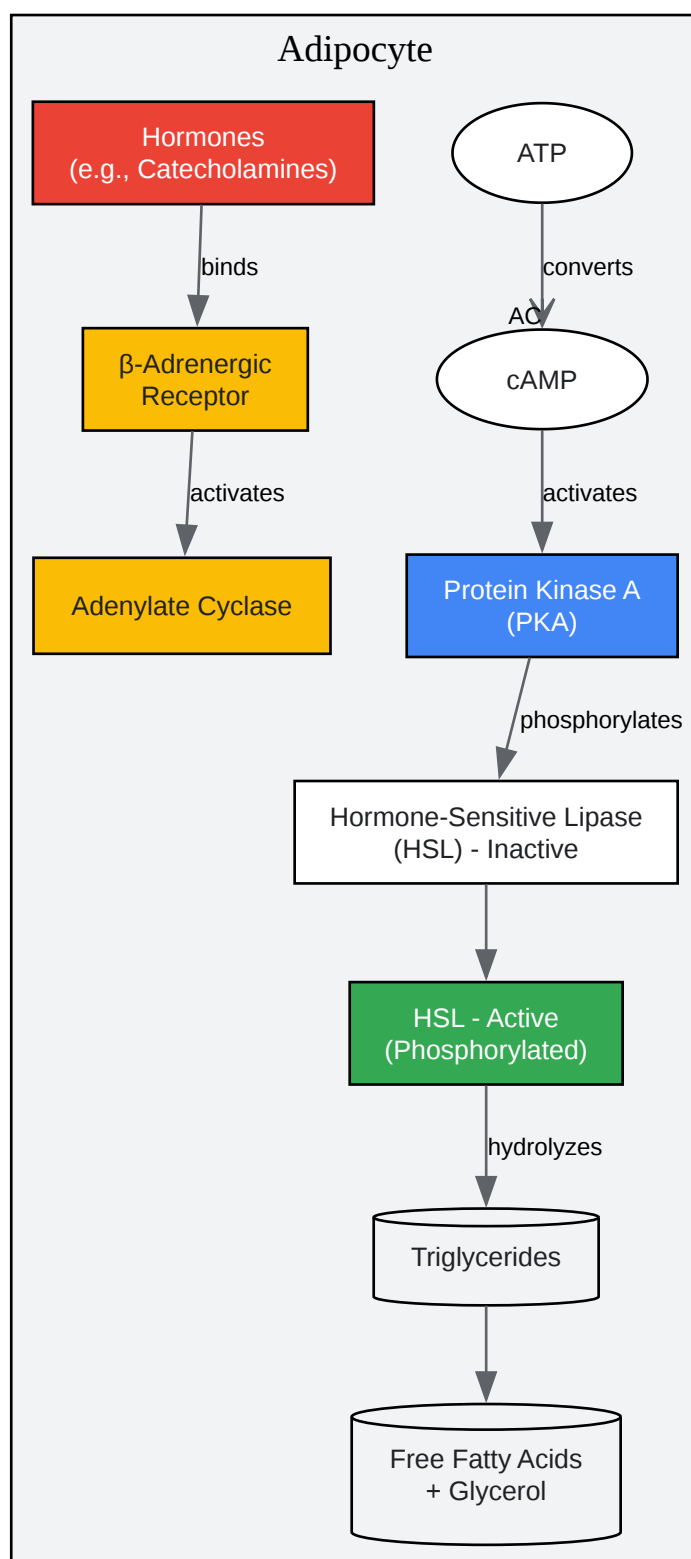 Adipocyte
Hormones
(e.g., Catecholamines)
binds
β-Adrenergic
Receptor
activates
Adenylate Cyclase
ATP
converts
AC
cAMP
activates
Protein Kinase A
(PKA)
phosphorylates
Hormone-Sensitive Lipase
(HSL) - Inactive
HSL - Active
(Phosphorylated)
hydrolyzes
Triglycerides
Free Fatty Acids
+ Glycerol